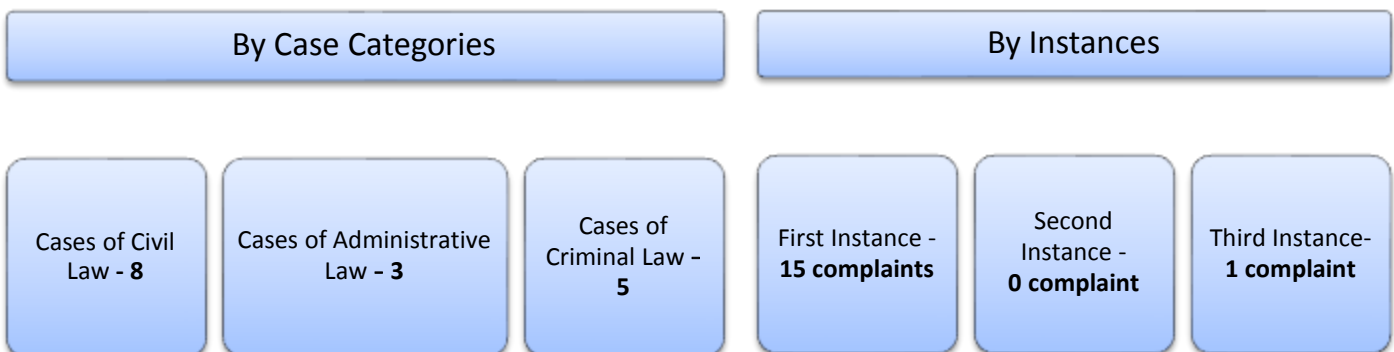 By Case Categories
By Instances
Cases of Civil
Law - 8
Cases of Administrative
Law – 3
Cases of
Criminal Law –
5
First Instance -
15 complaints
Second
Instance -
0 complaint
Third Instance-
1 complaint